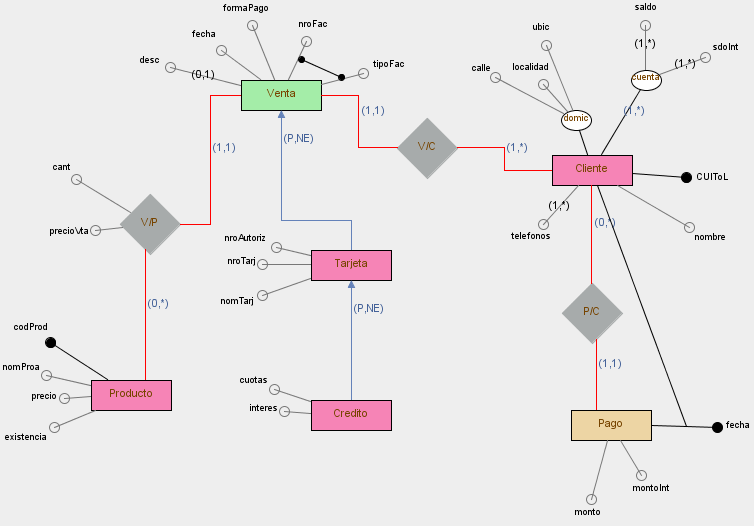 saldo
formaPago
nroFac
ubic
fecha
(1,*)
sdoInt
desc
tipoFac
localidad
(1,*)
calle
(0,1)
cuenta
Venta
(1,1)
(1,*)
domic
(1,1)
(P,NE)
V/C
(1,*)
Cliente
cant
CUIToL
V/P
(1,*)
precioVta
telefonos
(0,*)
nombre
nroAutoriz
nroTarj
Tarjeta
nomTarj
(0,*)
(P,NE)
P/C
codProd
(1,1)
nomProa
cuotas
precio
Producto
interes
Credito
Pago
fecha
existencia
montoInt
monto